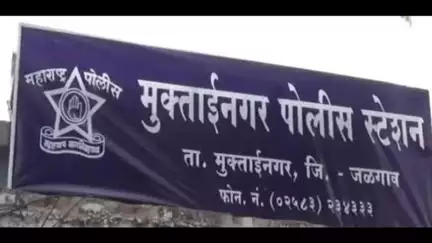 महाराष्ट्र पोलीस
मुक्ताईनगर पोलीस स्टेशन
ता. मुक्ताईनगर, जि. - जळगाव
फोन. नं. (०२५८३) २३४३३३